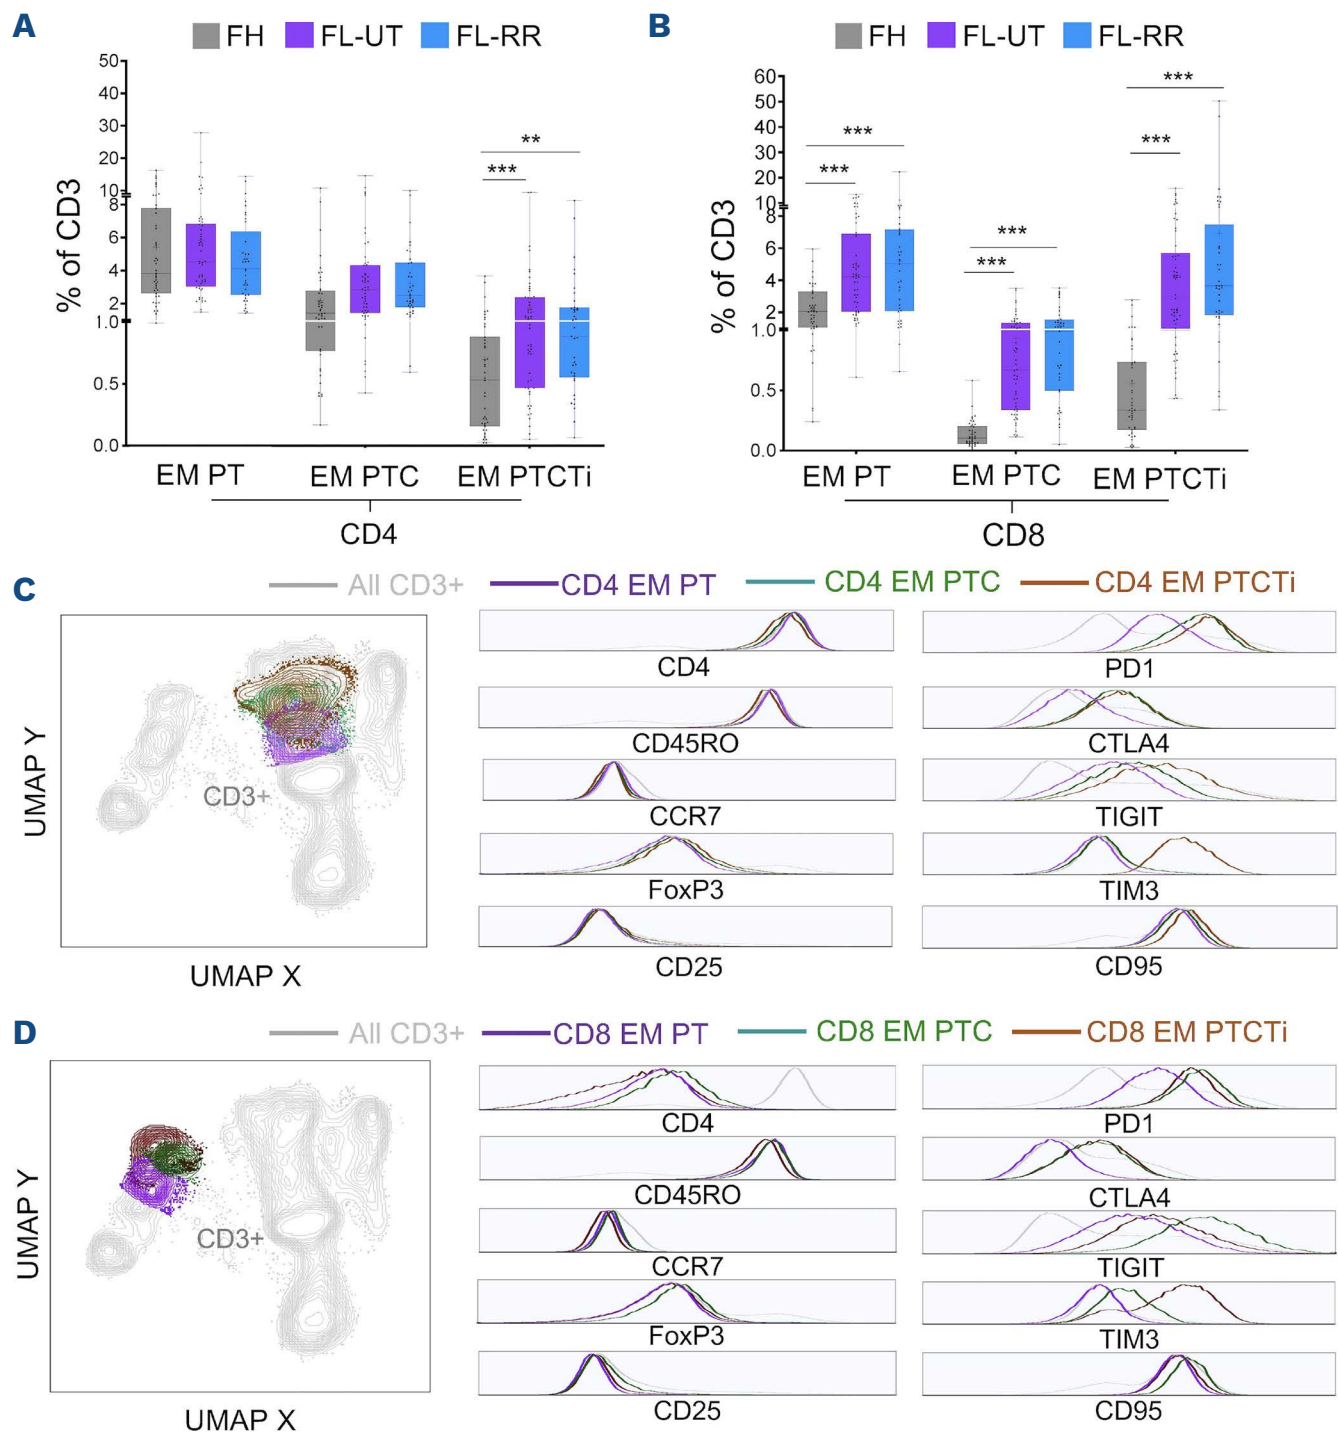 A
FH FL-UT FL-RR
50
40
30
20
10
8
6
4
2
1.0
0.5
0.0
% of CD3
***
**
EM PT EM PTC EM PTCTi
CD4
B
FH FL-UT FL-RR
60
50
40
30
20
10
8
6
4
2
1.0
0.5
0.0
% of CD3
***
***
***
***
***
***
EM PT EM PTC EM PTCTi
CD8
C
All CD3+ CD4 EM PT CD4 EM PTC CD4 EM PTCTi
UMAP Y
CD3+
UMAP X
CD4
CD45RO
CCR7
FoxP3
CD25
PD1
CTLA4
TIGIT
TIM3
CD95
D
All CD3+ CD8 EM PT CD8 EM PTC CD8 EM PTCTi
UMAP Y
CD3+
UMAP X
CD4
CD45RO
CCR7
FoxP3
CD25
PD1
CTLA4
TIGIT
TIM3
CD95